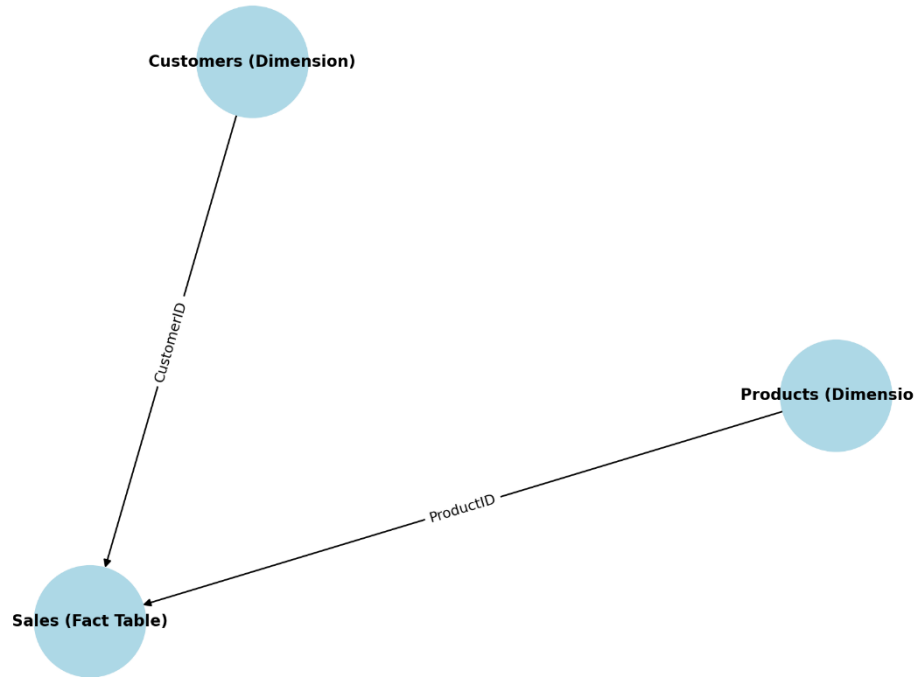 Customers (Dimension)
CustomerID
Products (Dimensio
ProductID
Sales (Fact Table)